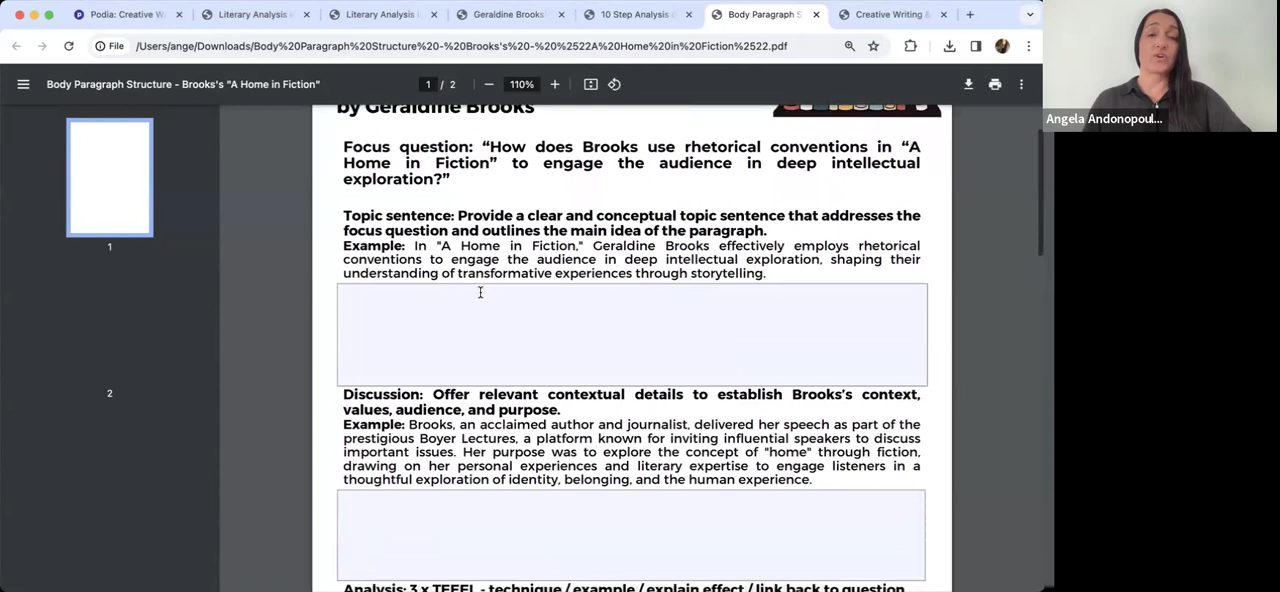 Podia: Creative W
Literary Analysis
Literary Analysis
Geraldine Brooks
10 Step Analysis
Body Paragraph S
Creative Writing &
File
/Users/ange/Downloads/Body%20Paragraph%20Structure%20-%20Brooks's%20-%20%2522A%20Home%20in%20Fiction%2522.pdf
Body Paragraph Structure - Brooks's "A Home in Fiction"
1 / 2
110%
Angela Andonopoul...
1
2
by Geraldine Brooks
Focus question: “How does Brooks use rhetorical conventions in “A
Home in Fiction” to engage the audience in deep intellectual
exploration?”
Topic sentence: Provide a clear and conceptual topic sentence that addresses the
focus question and outlines the main idea of the paragraph.
Example: In "A Home in Fiction," Geraldine Brooks effectively employs rhetorical
conventions to engage the audience in deep intellectual exploration, shaping their
understanding of transformative experiences through storytelling.
Discussion: Offer relevant contextual details to establish Brooks’s context,
values, audience, and purpose.
Example: Brooks, an acclaimed author and journalist, delivered her speech as part of the
prestigious Boyer Lectures, a platform known for inviting influential speakers to discuss
important issues. Her purpose was to explore the concept of "home" through fiction,
drawing on her personal experiences and literary expertise to engage listeners in a
thoughtful exploration of identity, belonging, and the human experience.
Analysis: 3 x TEEEL - technique / example / explain effect / link back to question